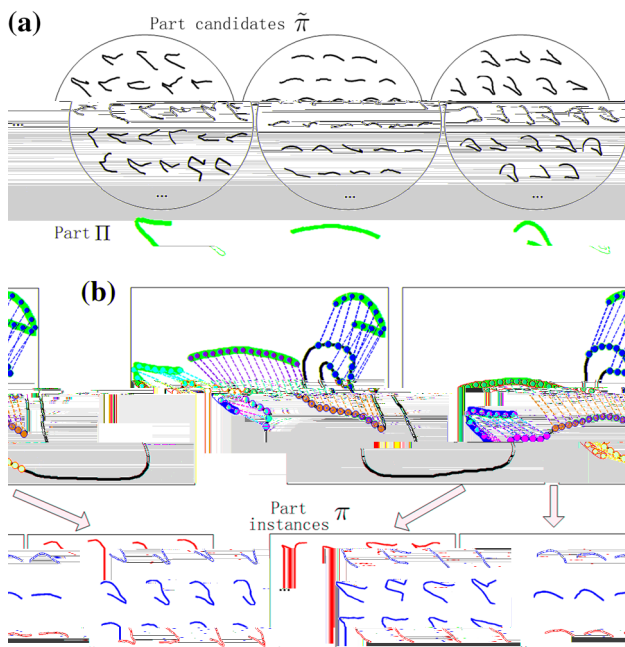 (a)
Part candidates π̃
...
...
...
...
Part Π
(b)
Part
instances π
...